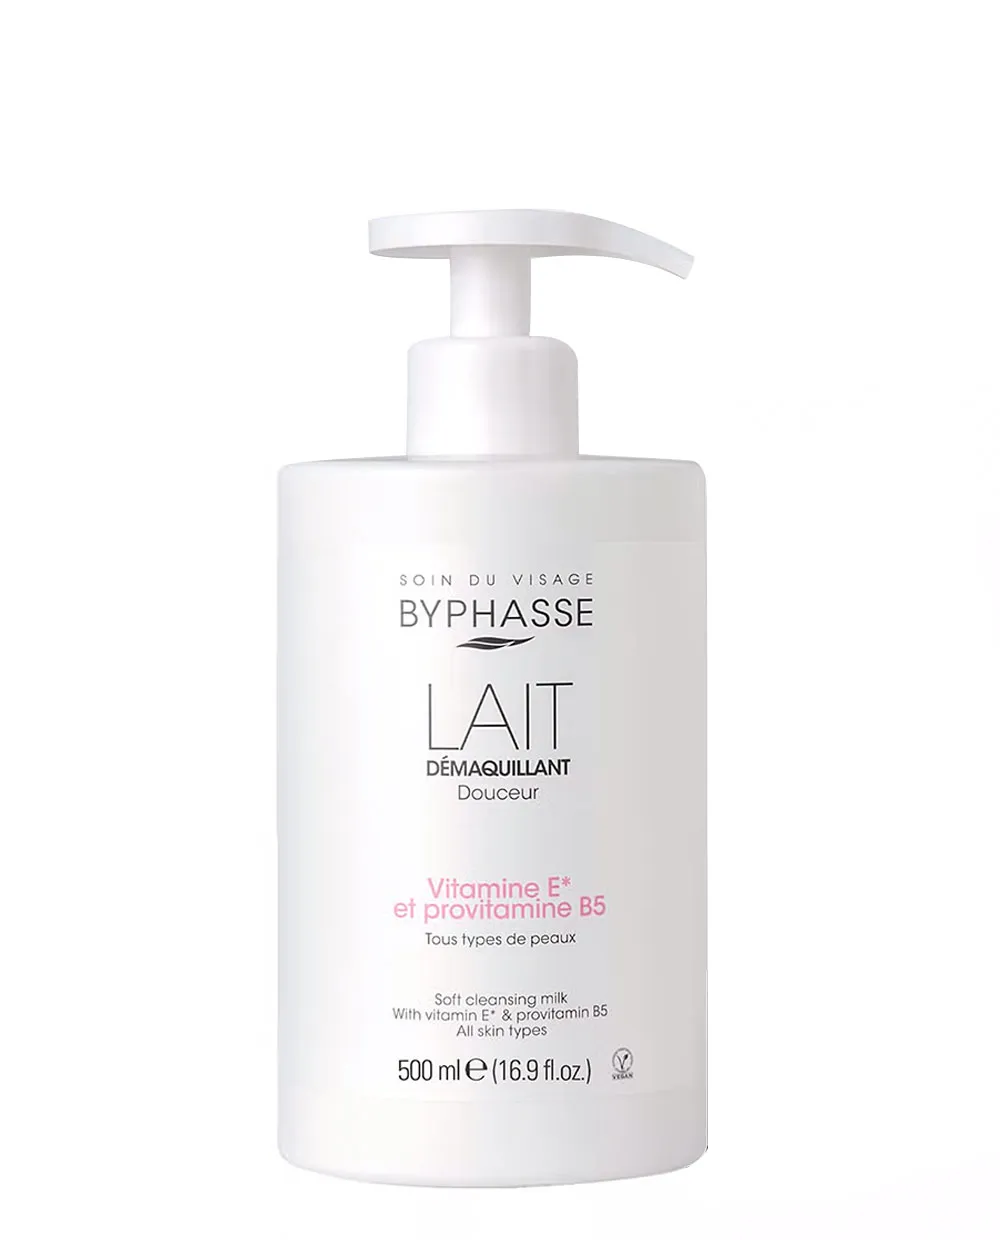 SOIN DU VISAGE
BYPHASSE
LAIT
DÉMAQUILLANT
Douceur
Vitamine E*
et provitamine B5
Tous types de peaux
Soft cleansing milk
With vitamin E* & provitamin B5
All skin types
500 ml ℮ (16.9 fl.oz.)
VEGAN